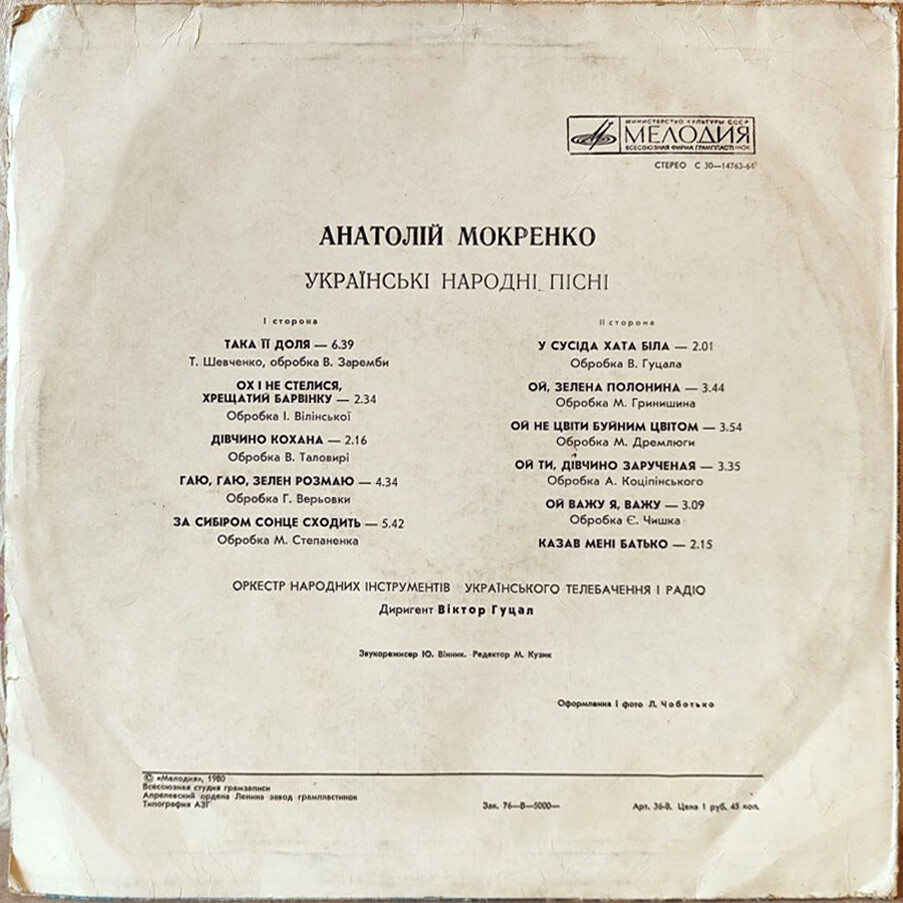 МИНИСТЕРСТВО КУЛЬТУРЫ СССР
МЕЛОДИЯ
ВСЕСОЮЗНАЯ ФИРМА ГРАМПЛАСТИНОК
СТЕРЕО С 30—14763-64
АНАТОЛІЙ МОКРЕНКО
УКРАЇНСЬКІ НАРОДНІ ПІСНІ
І сторона
ТАКА ЇЇ ДОЛЯ — 6.39
Т. Шевченко, обробка В. Заремби
ОХ І НЕ СТЕЛИСЯ,
ХРЕЩАТИЙ БАРВІНКУ — 2.34
Обробка І. Вілінської
ДІВЧИНО КОХАНА — 2.16
Обробка В. Таловирі
ГАЮ, ГАЮ, ЗЕЛЕН РОЗМАЮ — 4.34
Обробка Г. Верьовки
ЗА СИБІРОМ СОНЦЕ СХОДИТЬ — 5.42
Обробка М. Степаненка
ІІ сторона
У СУСІДА ХАТА БІЛА — 2.01
Обробка В. Гуцала
ОЙ, ЗЕЛЕНА ПОЛОНИНА — 3.44
Обробка М. Гринишина
ОЙ НЕ ЦВІТИ БУЙНИМ ЦВІТОМ — 3.54
Обробка М. Дремлюги
ОЙ ТИ, ДІВЧИНО ЗАРУЧЕНАЯ — 3.35
Обробка А. Коціпінського
ОЙ ВАЖУ Я, ВАЖУ — 3.09
Обробка Є. Чишка
КАЗАВ МЕНІ БАТЬКО — 2.15
ОРКЕСТР НАРОДНИХ ІНСТРУМЕНТІВ УКРАЇНСЬКОГО ТЕЛЕБАЧЕННЯ І РАДІО
Диригент Віктор Гуцал
Звукорежисер Ю. Вінник. Редактор М. Кузик
Оформлення і фото Л. Чоботько
© «Мелодия», 1980
Всесоюзная студия грамзаписи
Апрелевский ордена Ленина завод грампластинок
Типография АЗГ
Зак. 76—В—5000—
Арт. 36-8. Цена 1 руб. 45 коп.